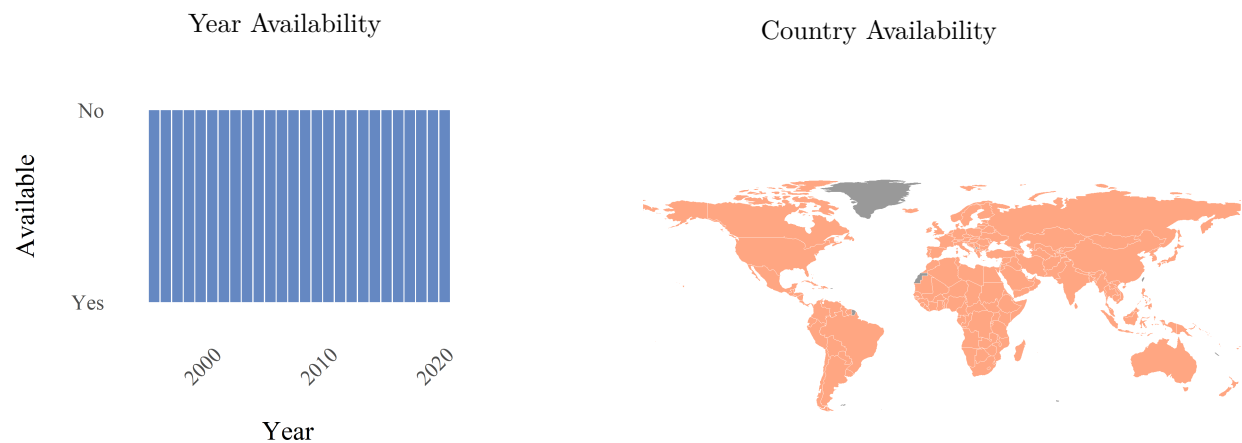 Year Availability
Available
No
Yes
2000
2010
2020
Year
Country Availability